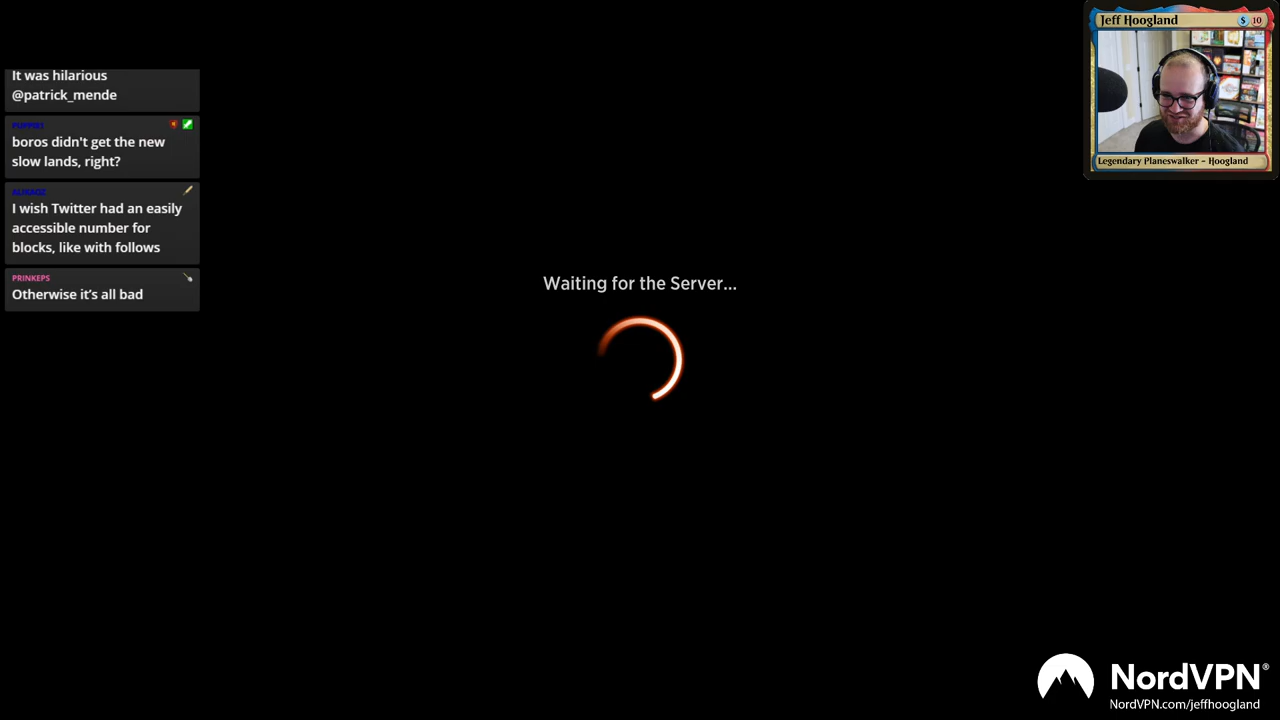 It was hilarious
@patrick_mende
boros didn't get the new
slow lands, right?
I wish Twitter had an easily
accessible number for
blocks, like with follows
PRINKEPS
Otherwise it’s all bad
Waiting for the Server...
Jeff Hoogland
$ 10
Legendary Planeswalker – Hoogland
NordVPN®
NordVPN.com/jeffhoogland